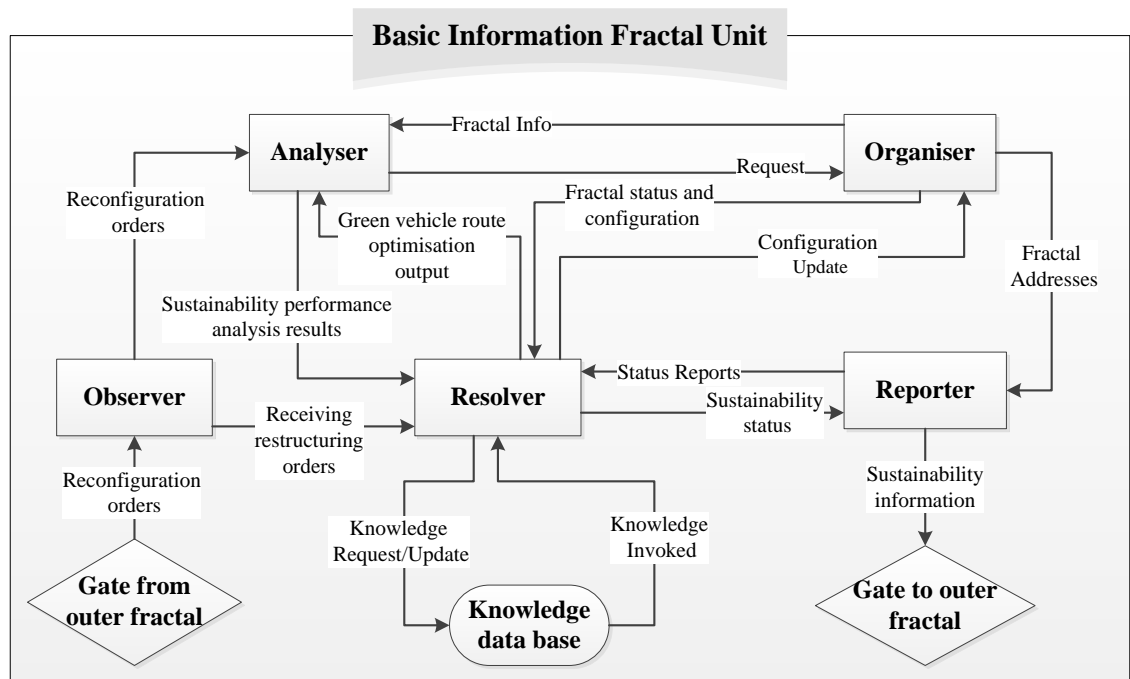 Basic Information Fractal Unit
Fractal Info
Analyser
Organiser
Request
Reconfiguration
orders
Fractal status and
configuration
Green vehicle route
optimisation
output
Configuration
Update
Fractal
Addresses
Sustainability performance
analysis results
Observer
Resolver
Status Reports
Reporter
Receiving
restructuring
orders
Sustainability
status
Reconfiguration
orders
Sustainability
information
Knowledge
Request/Update
Knowledge
Invoked
Gate from
outer fractal
Knowledge
data base
Gate to outer
fractal